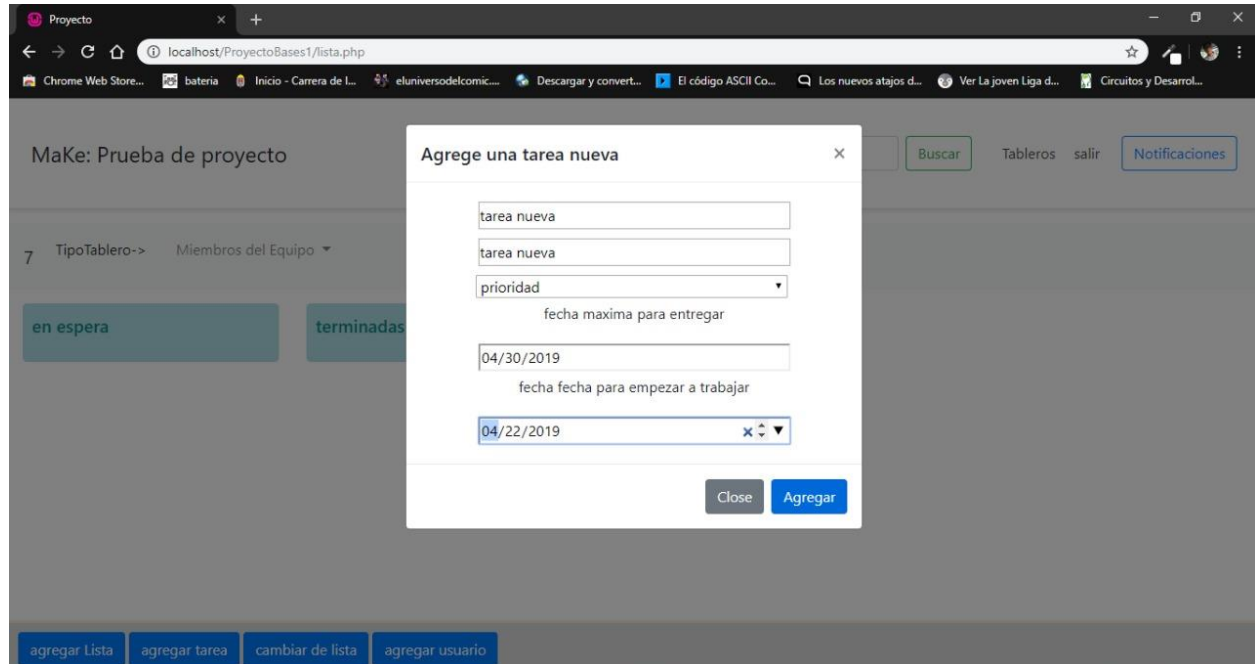 Proyecto
localhost/ProyectoBases1/lista.php
Chrome Web Store... bateria Inicio - Carrera de I... eluniversodelcomic.... Descargar y convert... El código ASCII Co... Los nuevos atajos d... Ver La joven Liga d... Circuitos y Desarrol...
MaKe: Prueba de proyecto
Buscar Tableros salir Notificaciones
7 TipoTablero-> Miembros del Equipo
en espera
terminadas
Agrege una tarea nueva
tarea nueva
tarea nueva
prioridad
fecha maxima para entregar
04/30/2019
fecha fecha para empezar a trabajar
04/22/2019
Close Agregar
agregar Lista agregar tarea cambiar de lista agregar usuario